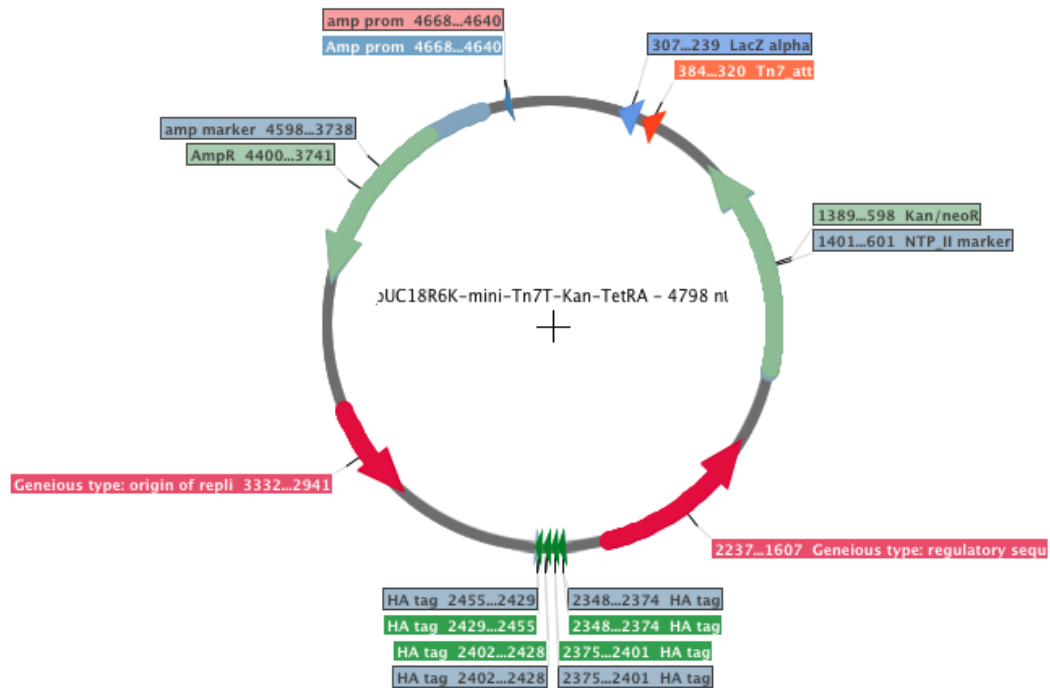 amp prom 4668...4640
Amp prom 4668...4640
307...239 LacZ alpha
384...320 Tn7_att
amp marker 4598...3738
AmpR 4400...3741
1389...598 Kan/neoR
1401...601 NTP_II marker
pUC18R6K-mini-Tn7T-Kan-TetRA - 4798 nt
Geneious type: origin of repli 3332...2941
2237...1607 Geneious type: regulatory sequ
HA tag 2455...2429
2348...2374 HA tag
HA tag 2429...2455
2348...2374 HA tag
HA tag 2402...2428
2375...2401 HA tag
HA tag 2402...2428
2375...2401 HA tag